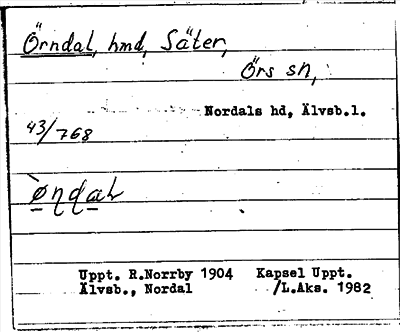 Örndal, hmd, Säter,
Örs sn,
Nordals hd, Älvsb.l.
43/768
Uppt. R.Norrby 1904 Kapsel Uppt.
Älvsb., Nordal /L.Aks. 1982